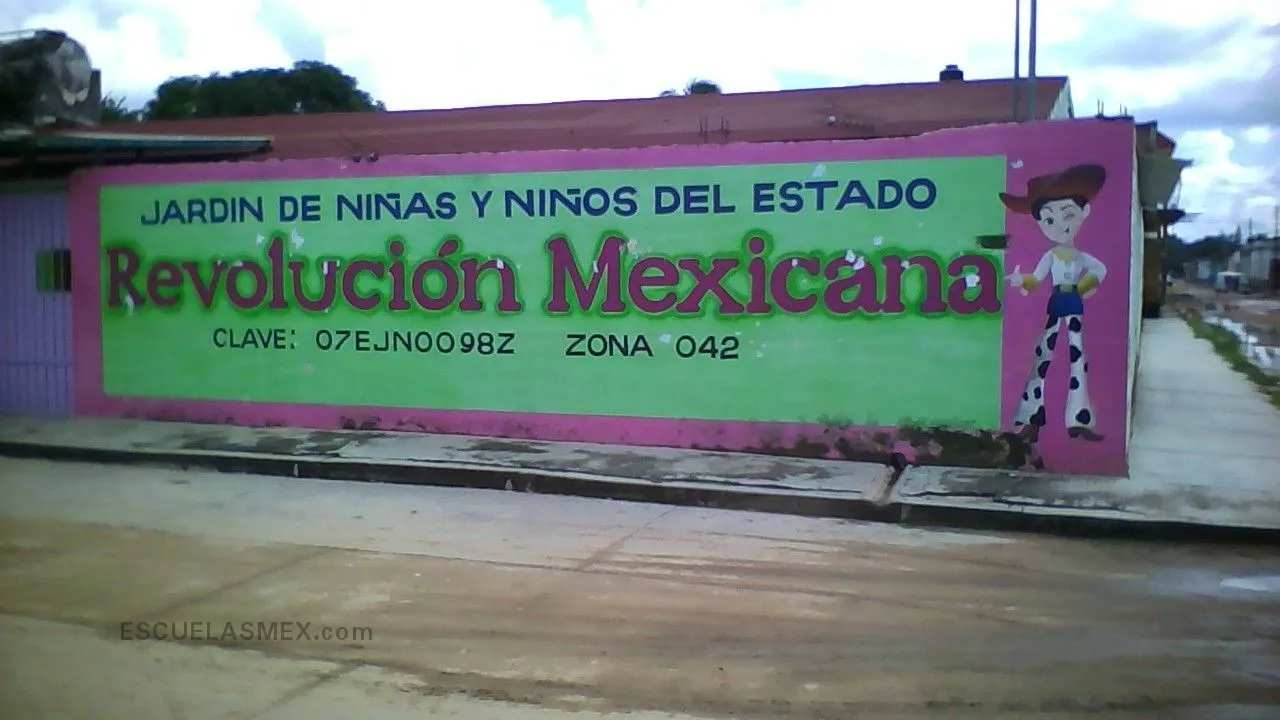 JARDIN DE NIÑAS Y NIÑOS DEL ESTADO
Revolución Mexicana
CLAVE: 07EJN0098Z ZONA 042
ESCUELASMEX.com